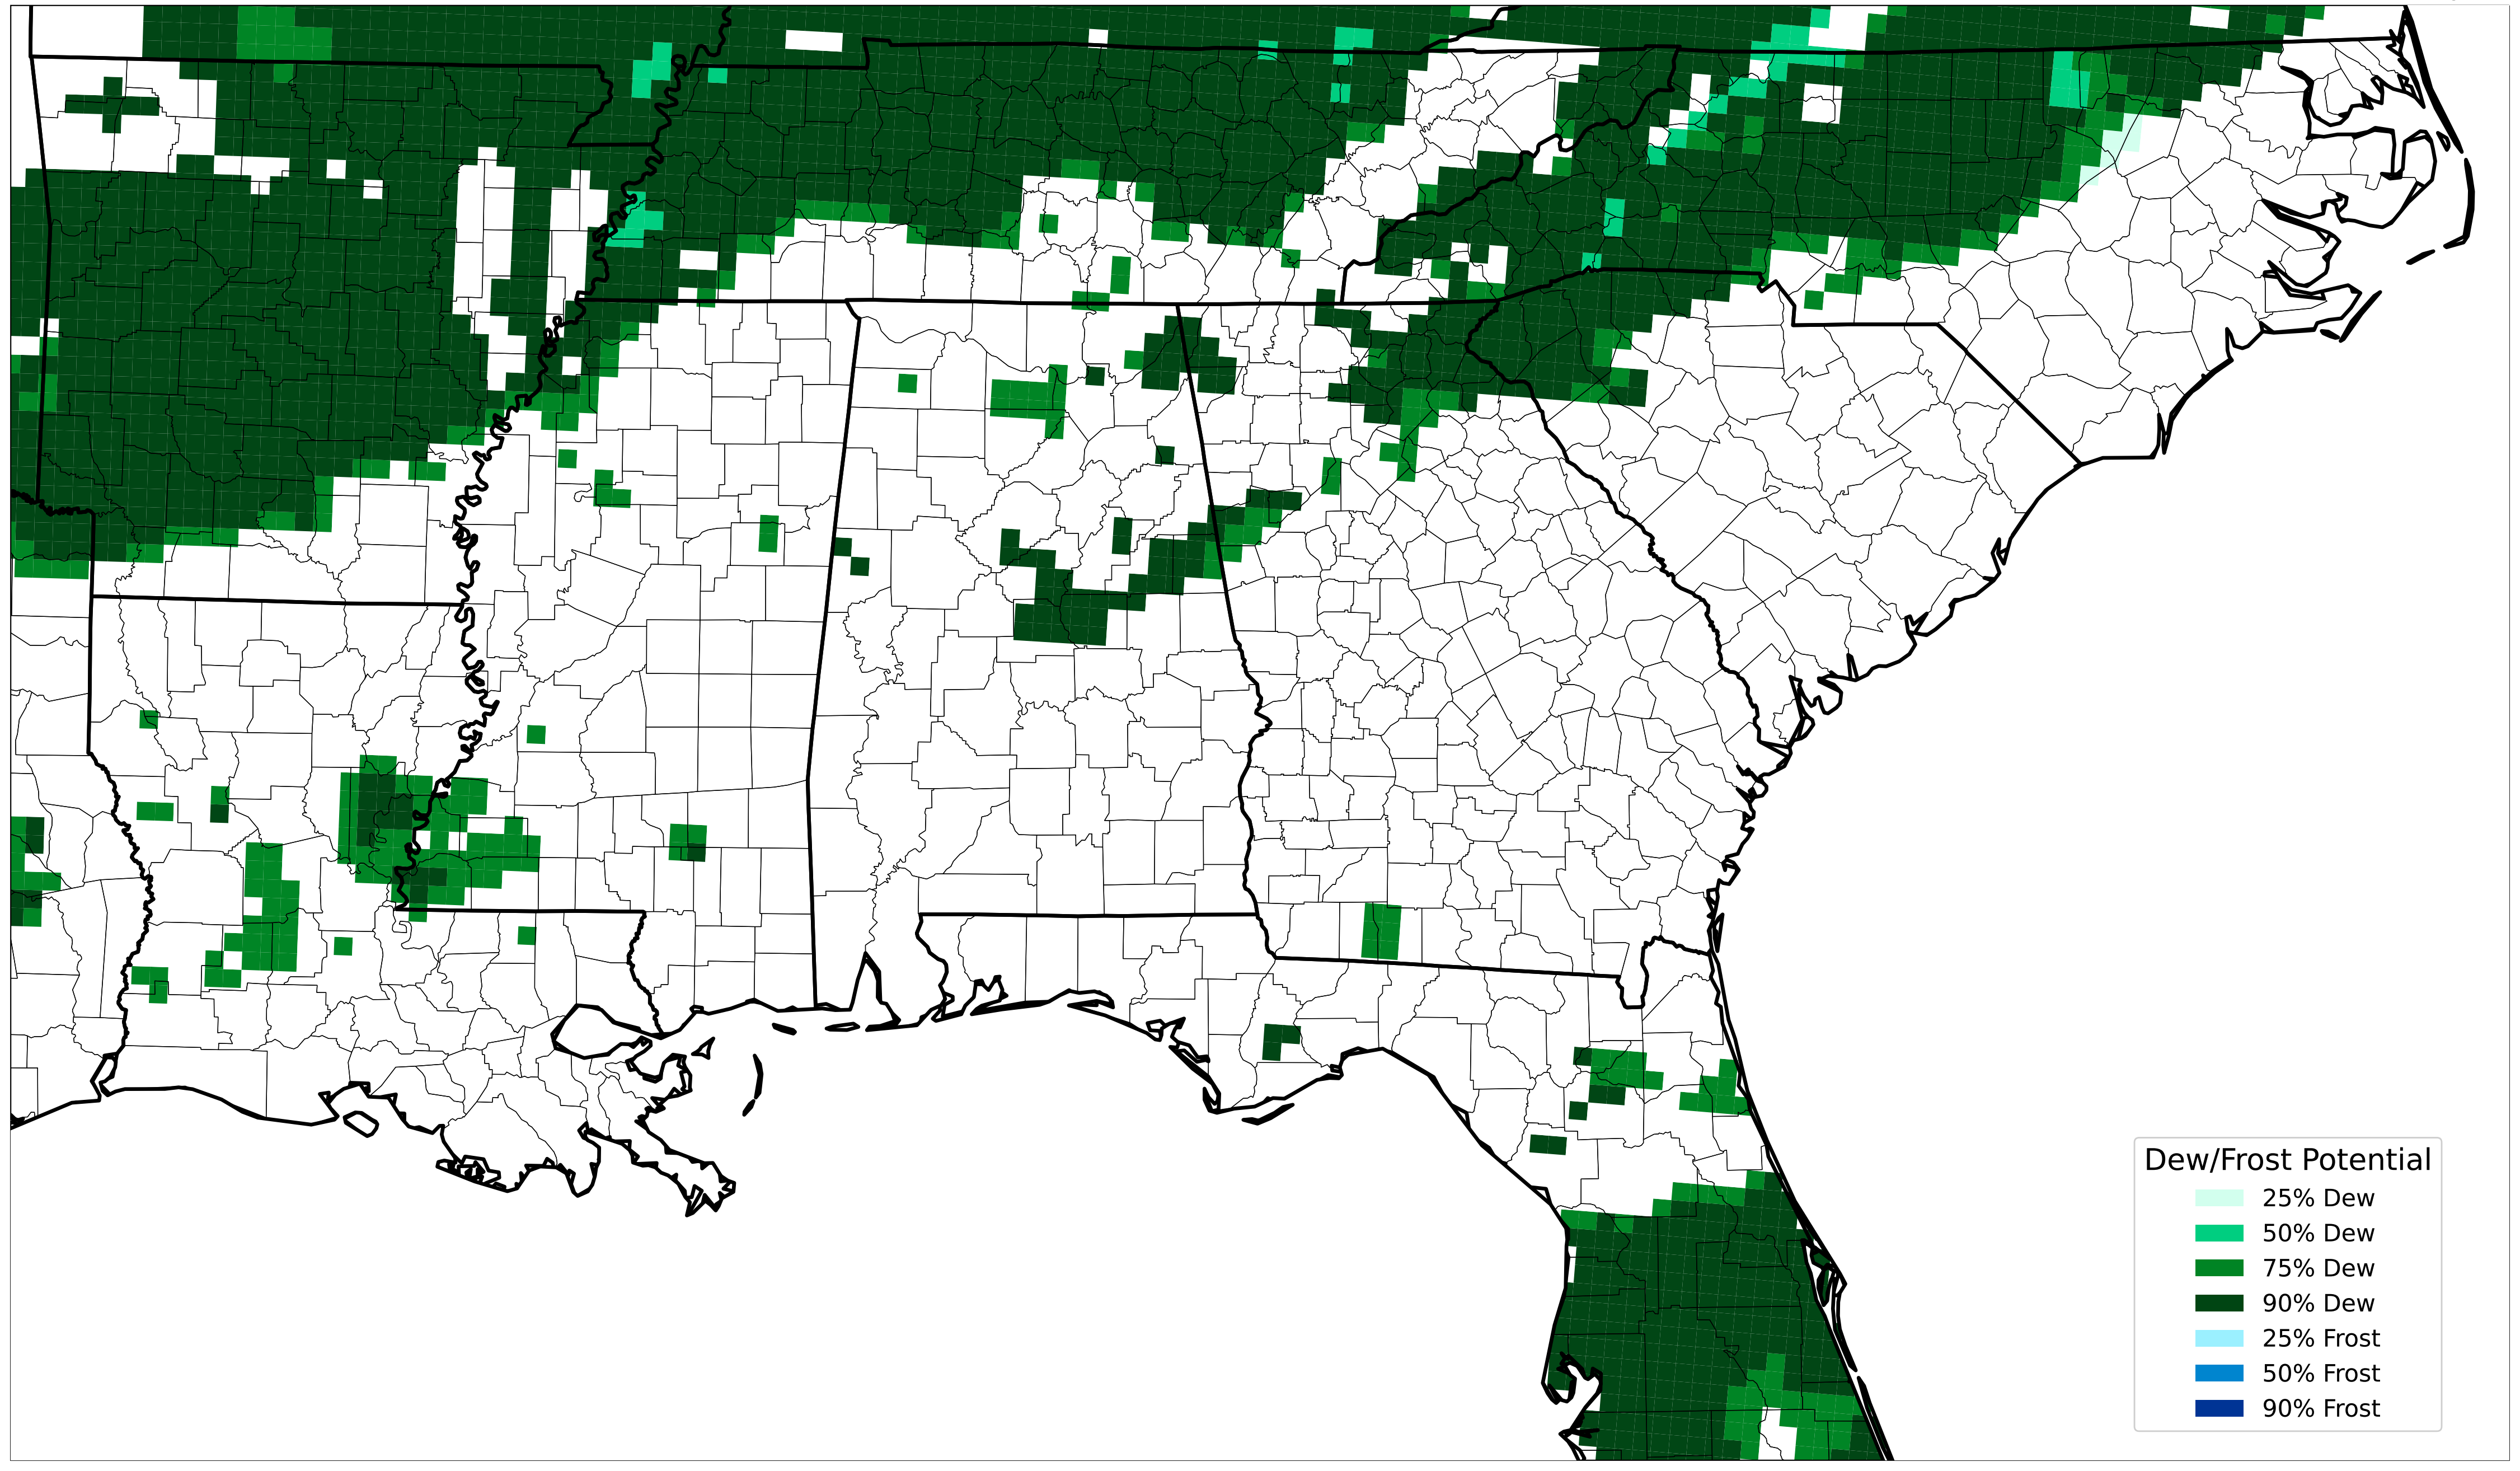 Dew/Frost Potential
25% Dew
50% Dew
75% Dew
90% Dew
25% Frost
50% Frost
90% Frost